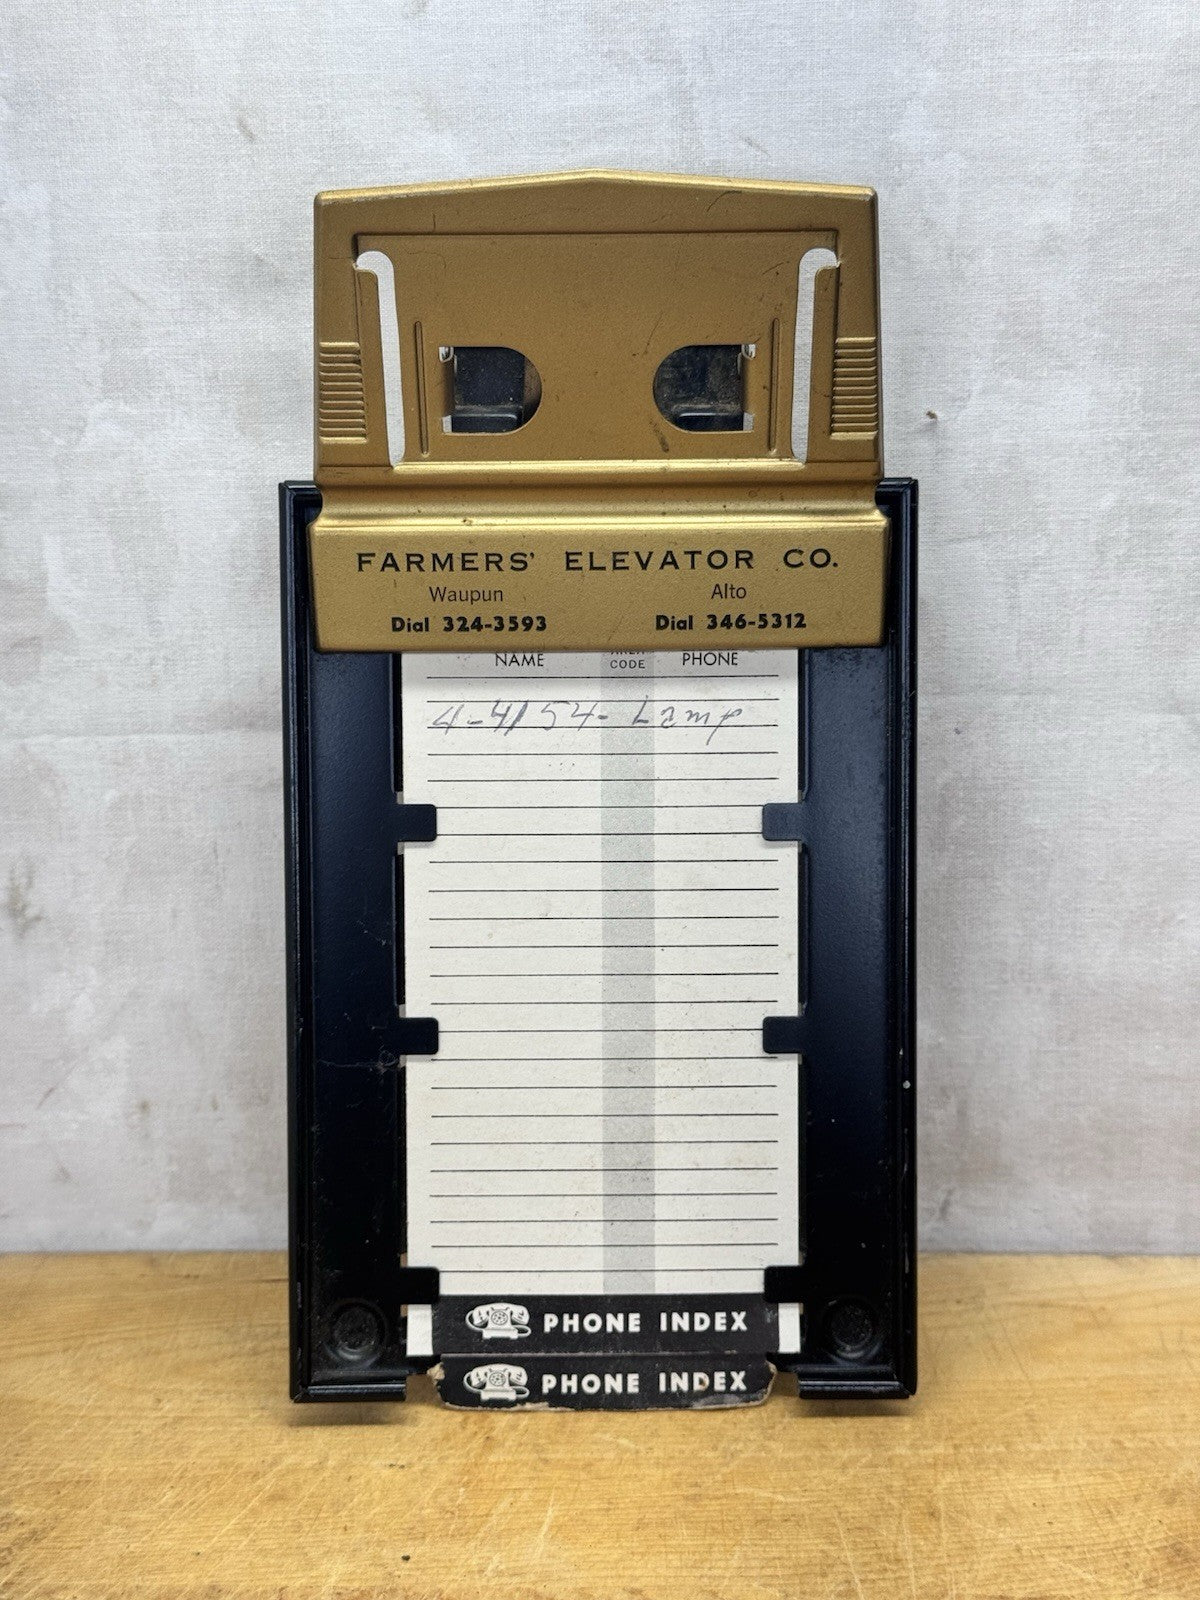 FARMERS' ELEVATOR CO.
Waupun Alto
Dial 324-3593 Dial 346-5312
NAME AREA CODE PHONE
4-4154- Lamp
PHONE INDEX
PHONE INDEX